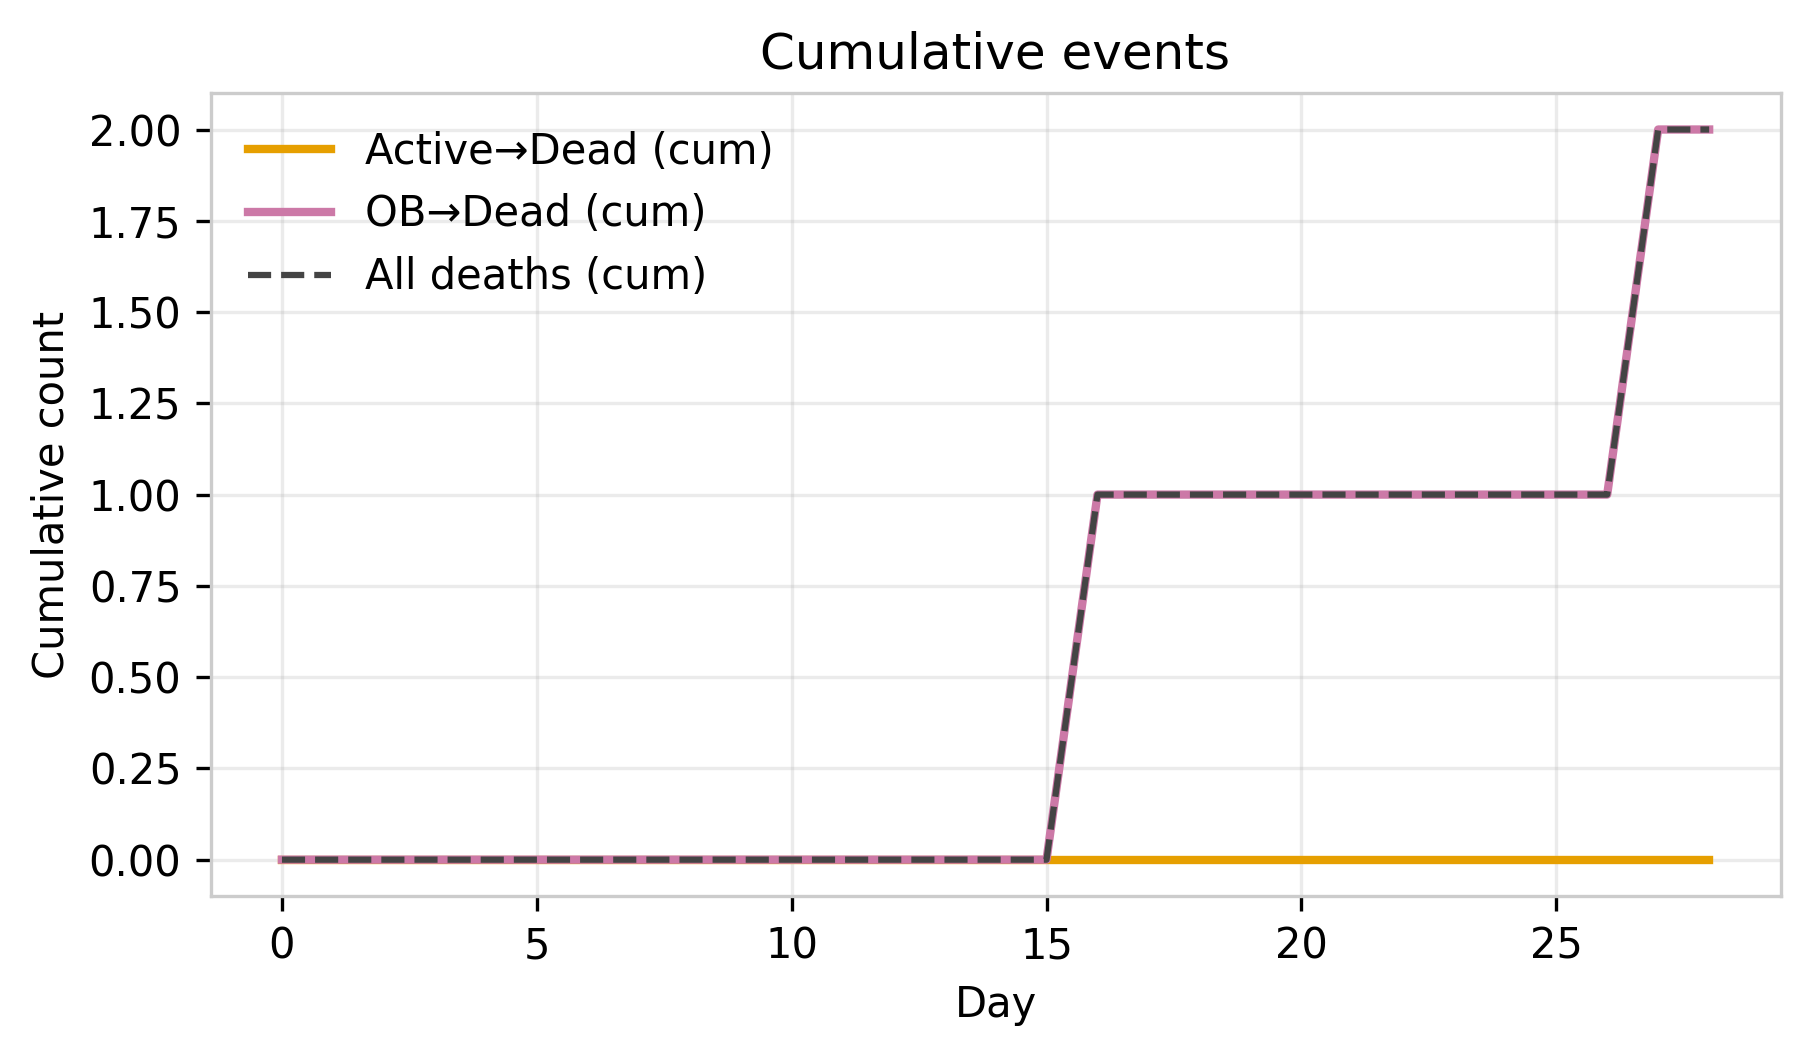 Cumulative events
Active→Dead (cum)
OB→Dead (cum)
All deaths (cum)
Cumulative count
2.00
1.75
1.50
1.25
1.00
0.75
0.50
0.25
0.00
0 5 10 15 20 25
Day